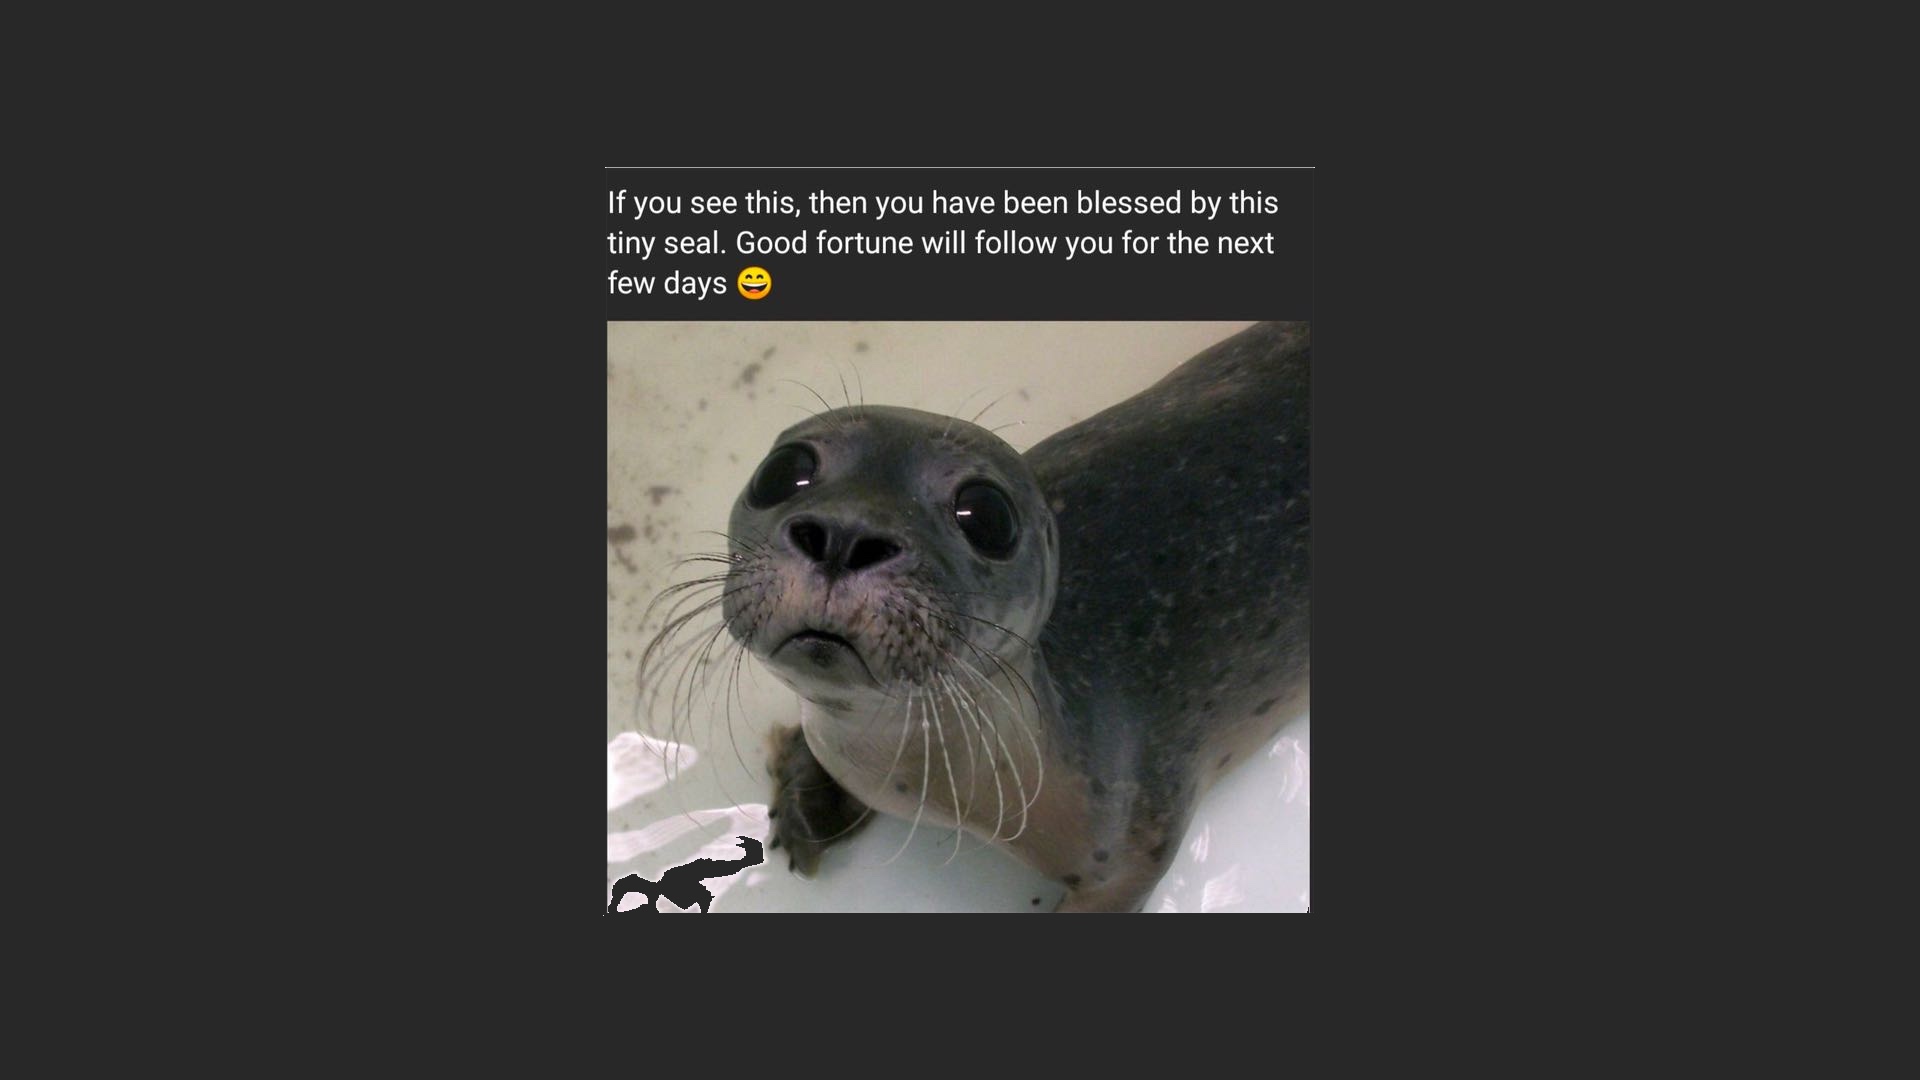 If you see this, then you have been blessed by this
tiny seal. Good fortune will follow you for the next
few days 😄